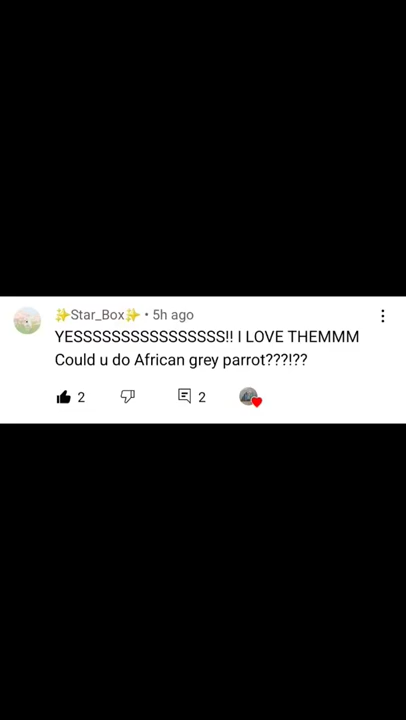 ✨Star_Box✨ • 5h ago
YESSSSSSSSSSSSSSSSS!! I LOVE THEMMM
Could u do African grey parrot???!??
2 2